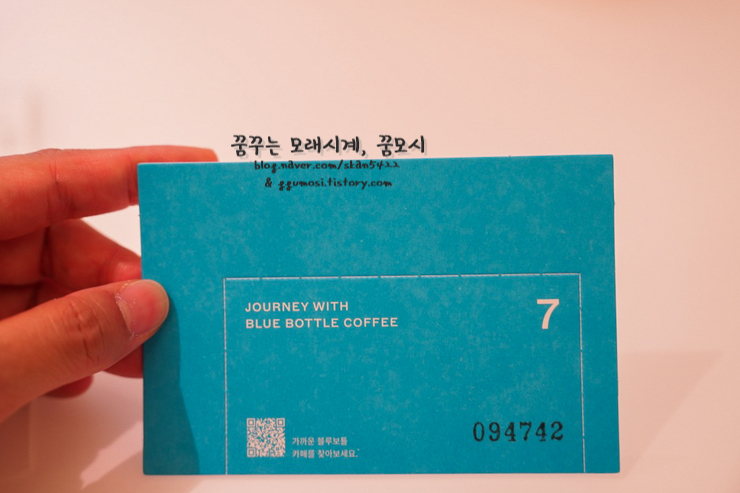 꿈꾸는 모래시계, 꿈모시
blog.naver.com/skan5422
& ggumosi.tistory.com
JOURNEY WITH
BLUE BOTTLE COFFEE
7
가까운 블루보틀
카페를 찾아보세요.
094742